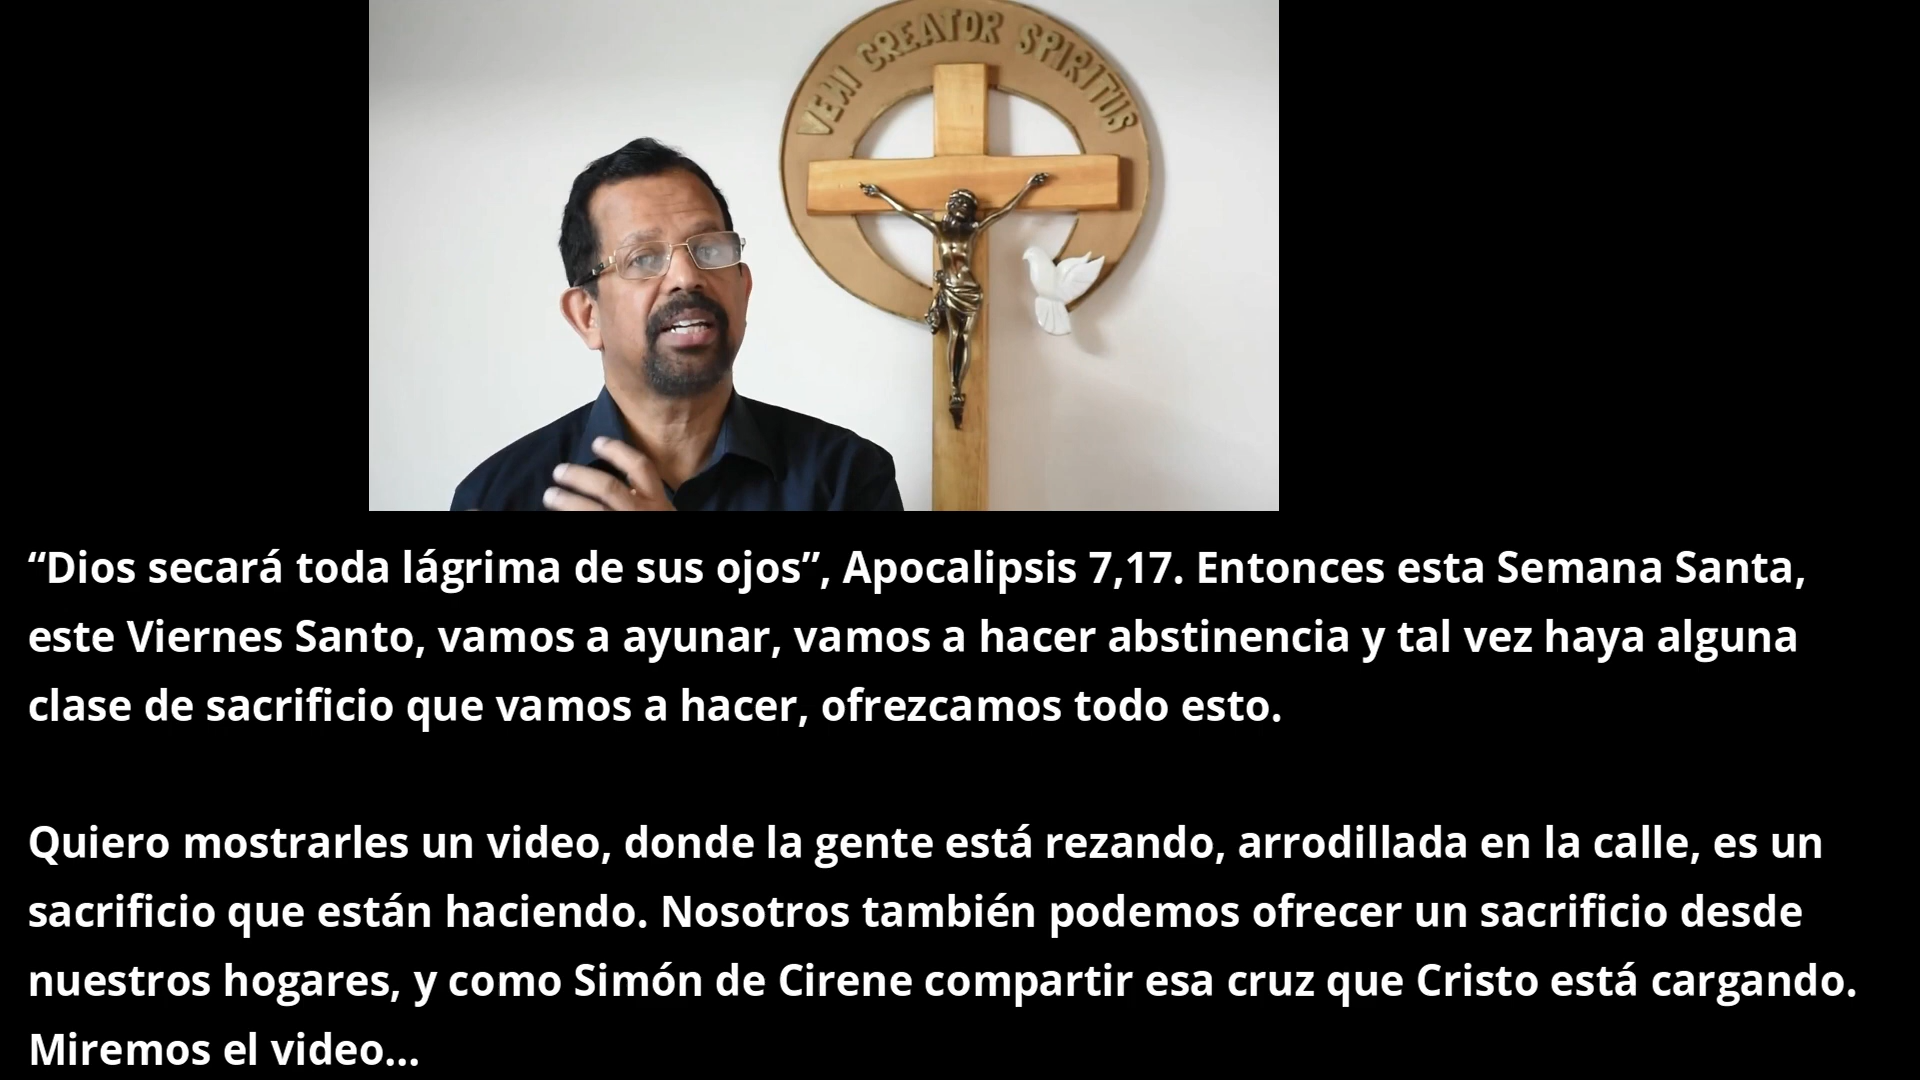 VENI CREATOR SPIRITUS
“Dios secará toda lágrima de sus ojos”, Apocalipsis 7,17. Entonces esta Semana Santa,
este Viernes Santo, vamos a ayunar, vamos a hacer abstinencia y tal vez haya alguna
clase de sacrificio que vamos a hacer, ofrezcamos todo esto.
Quiero mostrarles un video, donde la gente está rezando, arrodillada en la calle, es un
sacrificio que están haciendo. Nosotros también podemos ofrecer un sacrificio desde
nuestros hogares, y como Simón de Cirene compartir esa cruz que Cristo está cargando.
Miremos el video...